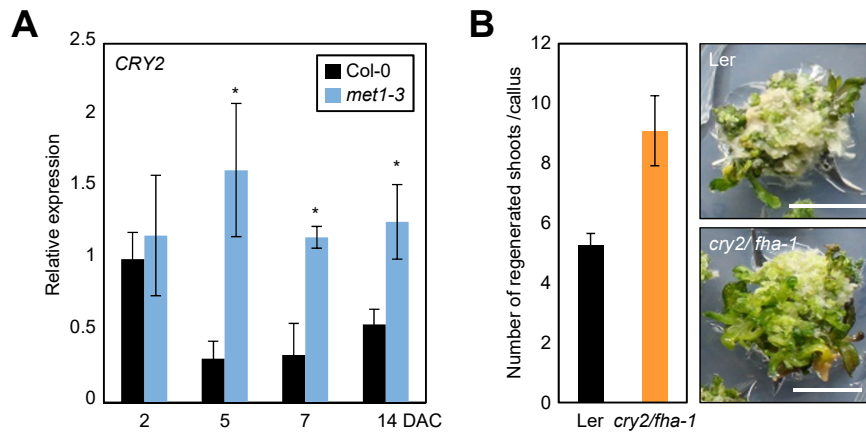 A
CRY2
Col-0
met1-3
Relative expression
2.5
2
1.5
1
0.5
0
*
*
*
2 5 7 14 DAC
B
Number of regenerated shoots/callus
12
10
8
6
4
2
0
Ler cry2/fha-1
Ler
cry2/fha-1